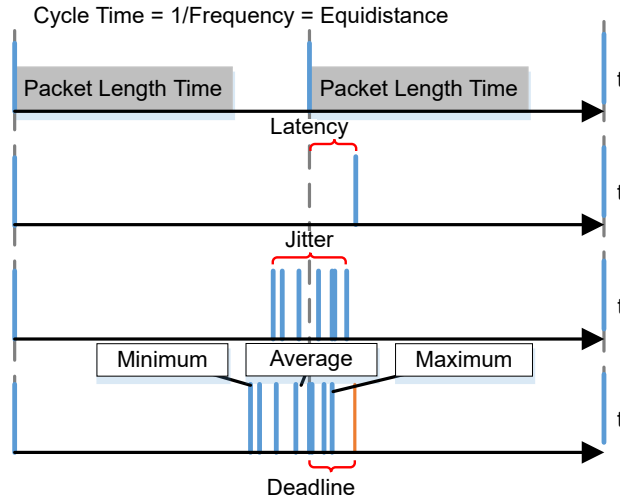 Cycle Time = 1/Frequency = Equidistance
Packet Length Time Packet Length Time t
Latency
t
Jitter
t
Minimum Average Maximum
t
Deadline